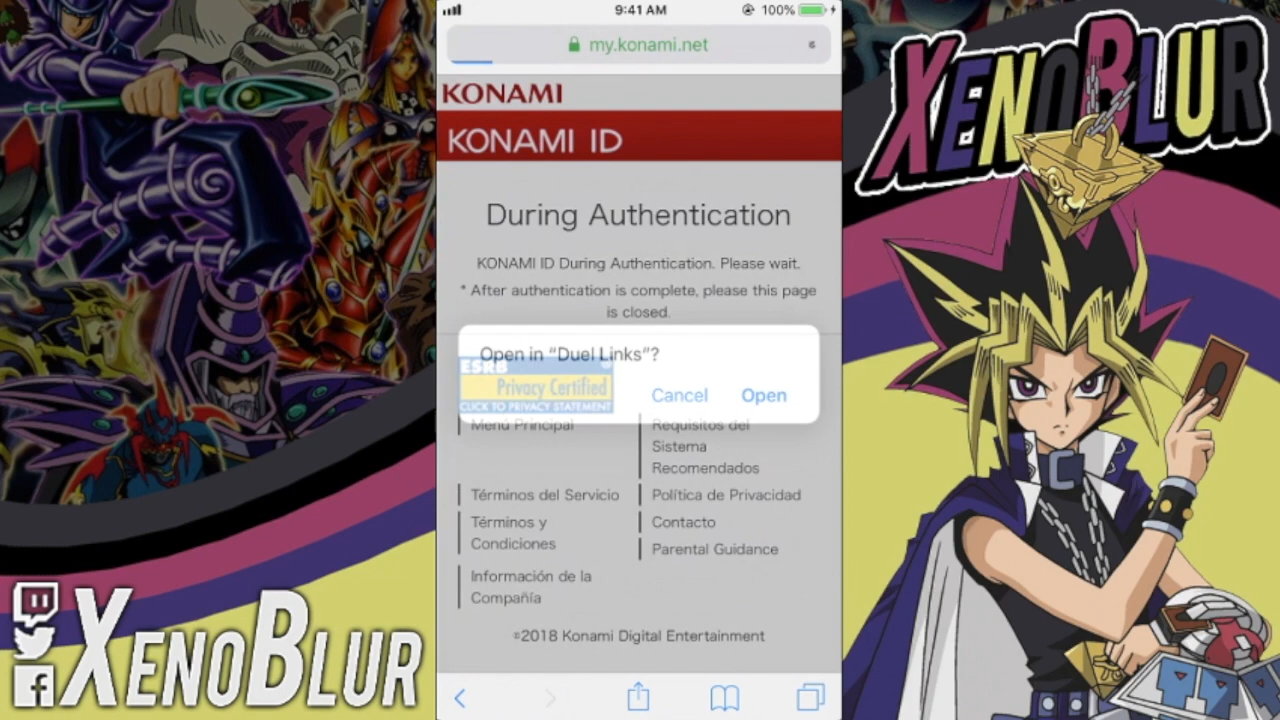 9:41 AM
100%
my.konami.net
KONAMI
KONAMI ID
During Authentication
KONAMI ID During Authentication. Please wait.
* After authentication is complete, please this page
is closed.
Open in “Duel Links”?
Cancel
Open
ESRB
Privacy Certified
CLICK TO PRIVACY STATEMENT
Menú Principal
Requisitos del
Sistema
Recomendados
Términos del Servicio
Política de Privacidad
Términos y
Condiciones
Contacto
Parental Guidance
Información de la
Compañía
©2018 Konami Digital Entertainment
XENOBLUR
XENOBLUR